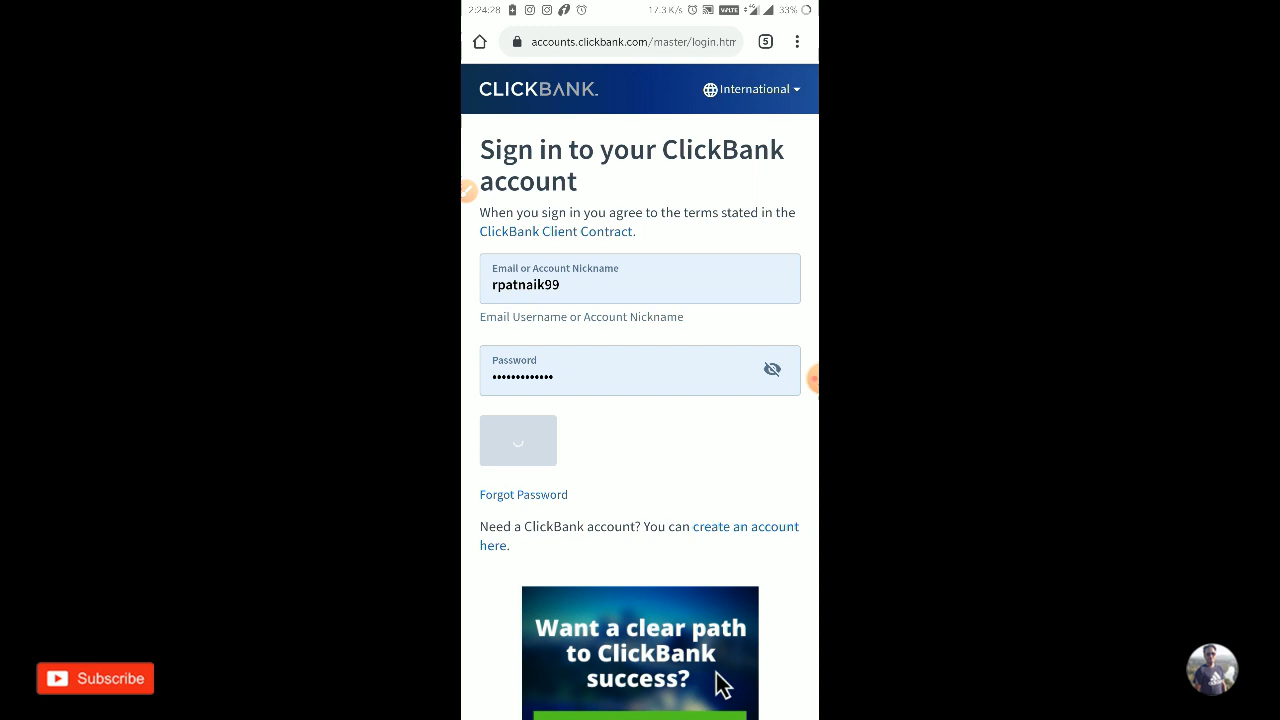 2:24:28 17.3 K/s VoLTE 4G 33%
accounts.clickbank.com/master/login.htm 5
CLICKBANK. International
Sign in to your ClickBank
account
When you sign in you agree to the terms stated in the
ClickBank Client Contract.
Email or Account Nickname
rpatnaik99
Email Username or Account Nickname
Password
•••••••••••••
Forgot Password
Need a ClickBank account? You can create an account
here.
Want a clear path
to ClickBank
success?
Subscribe